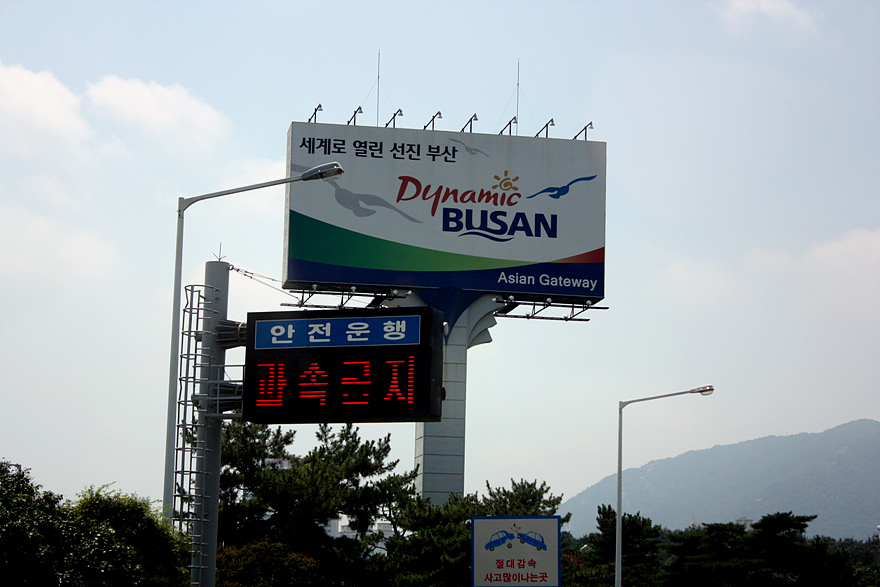 세계로 열린 선진 부산
Dynamic
BUSAN
Asian Gateway
안전운행
과속금지
절대감속
사고많이나는곳